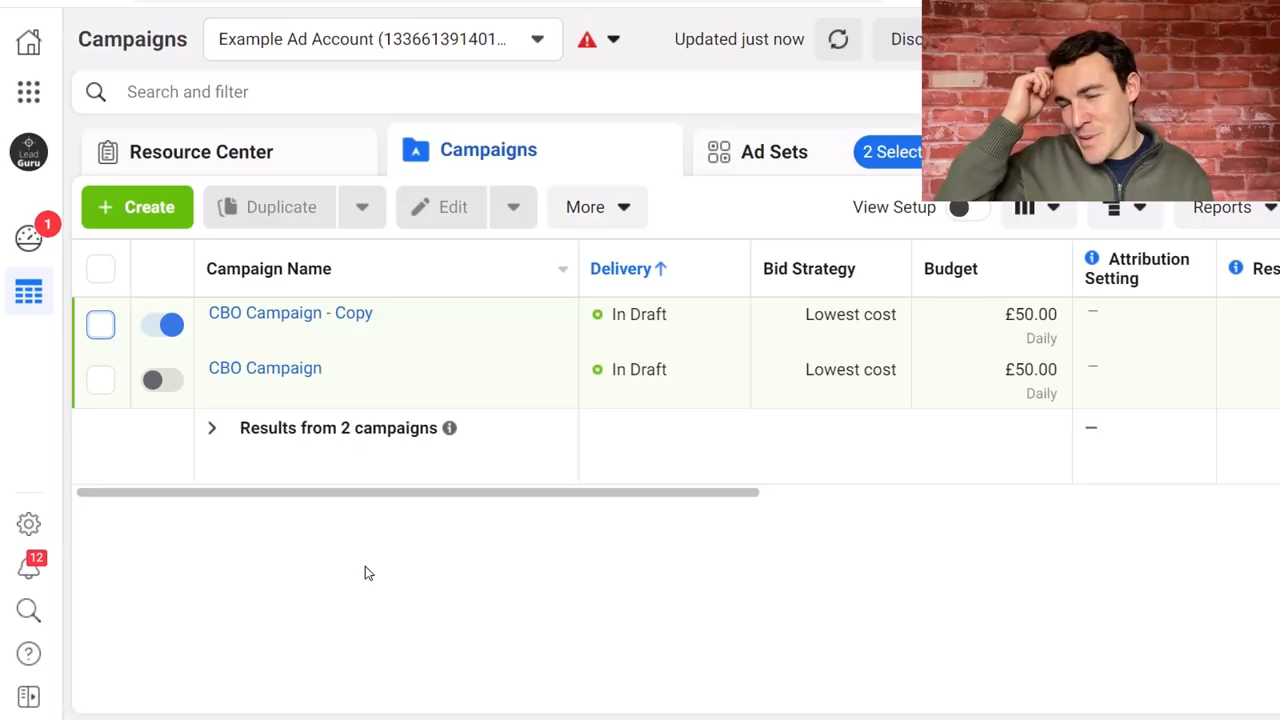 Campaigns
Example Ad Account (133661391401...
Updated just now
Disc
Search and filter
Resource Center
Campaigns
Ad Sets
2 Select
+ Create
Duplicate
Edit
More
View Setup
Reports
Lead
Guru
1
Campaign Name
Delivery↑
Bid Strategy
Budget
Attribution
Setting
Res
CBO Campaign - Copy
In Draft
Lowest cost
£50.00
Daily
—
CBO Campaign
In Draft
Lowest cost
£50.00
Daily
—
Results from 2 campaigns
—
12